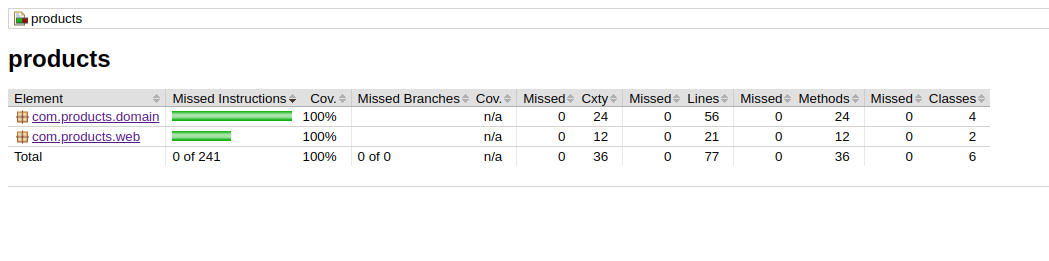 products
products
Element Missed Instructions Cov. Missed Branches Cov. Missed Cxty Missed Lines Missed Methods Missed Classes
com.products.domain 100% n/a 0 24 0 56 0 24 0 4
com.products.web 100% n/a 0 12 0 21 0 12 0 2
Total 0 of 241 100% 0 of 0 n/a 0 36 0 77 0 36 0 6